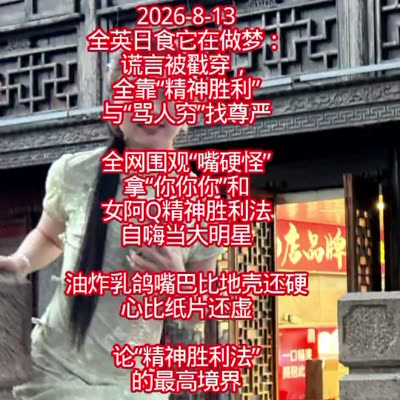 2026-8-13
全英日食它在做梦：
谎言被戳穿，
全靠“精神胜利”
与“骂人穷”找尊严
全网围观“嘴硬怪”
拿“你你你”和
女阿Q精神胜利法
自嗨当大明星
油炸乳鸽嘴巴比地壳还硬
心比纸片还虚
论“精神胜利法”
的最高境界
店品牌
一口